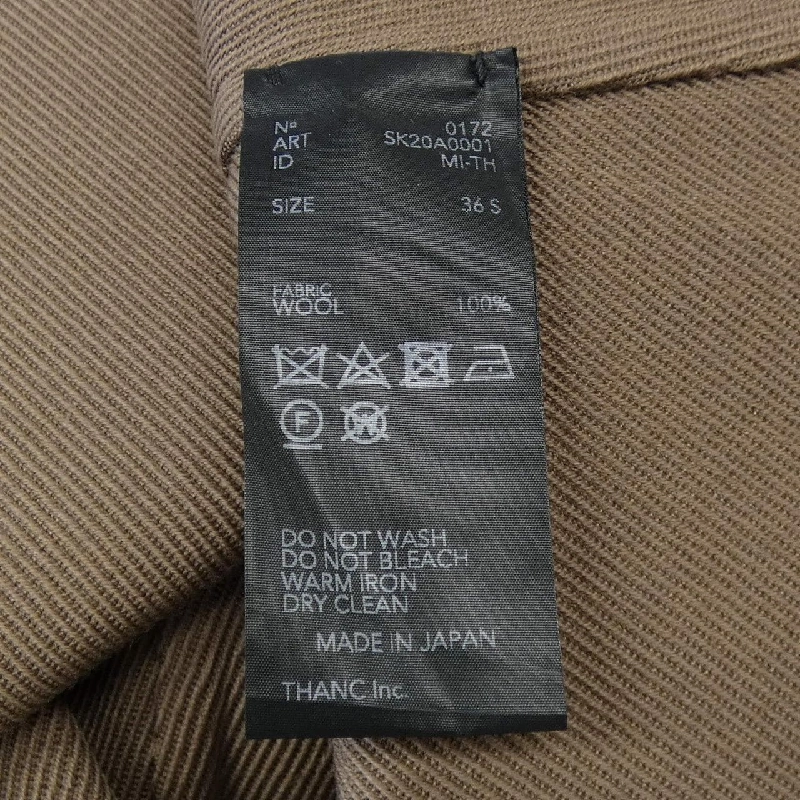 Nº 0172
ART SK20A0001
ID MI-TH
SIZE 36 S
FABRIC
WOOL 100%
F W
DO NOT WASH
DO NOT BLEACH
WARM IRON
DRY CLEAN
MADE IN JAPAN
THANC Inc.